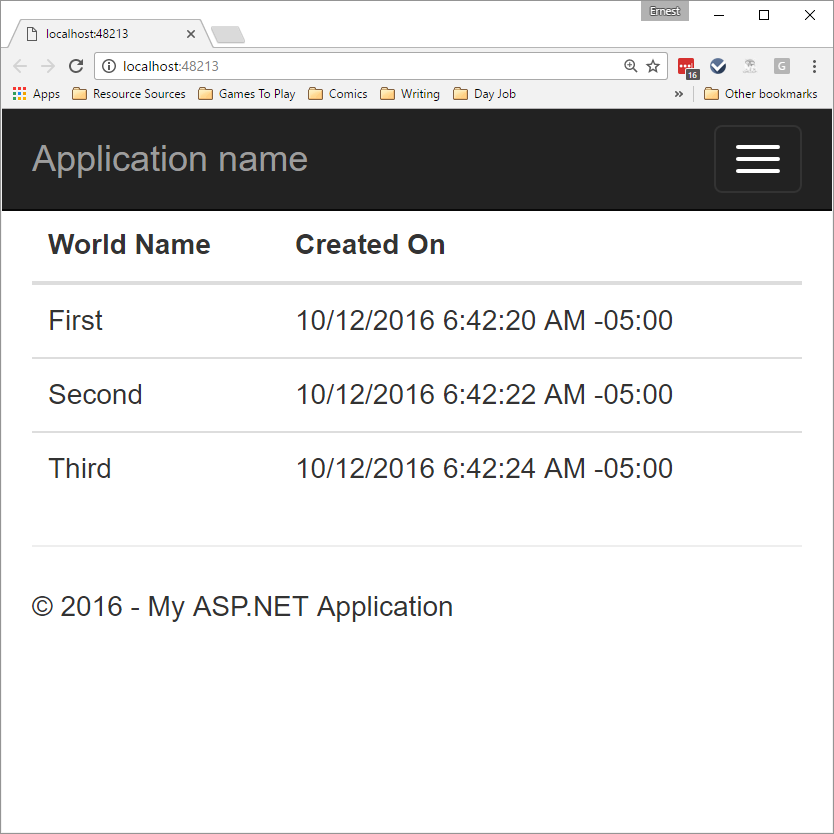 Ernest
localhost:48213
localhost:48213
16
G
Apps Resource Sources Games To Play Comics Writing Day Job » Other bookmarks
Application name
World Name Created On
First 10/12/2016 6:42:20 AM -05:00
Second 10/12/2016 6:42:22 AM -05:00
Third 10/12/2016 6:42:24 AM -05:00
© 2016 - My ASP.NET Application